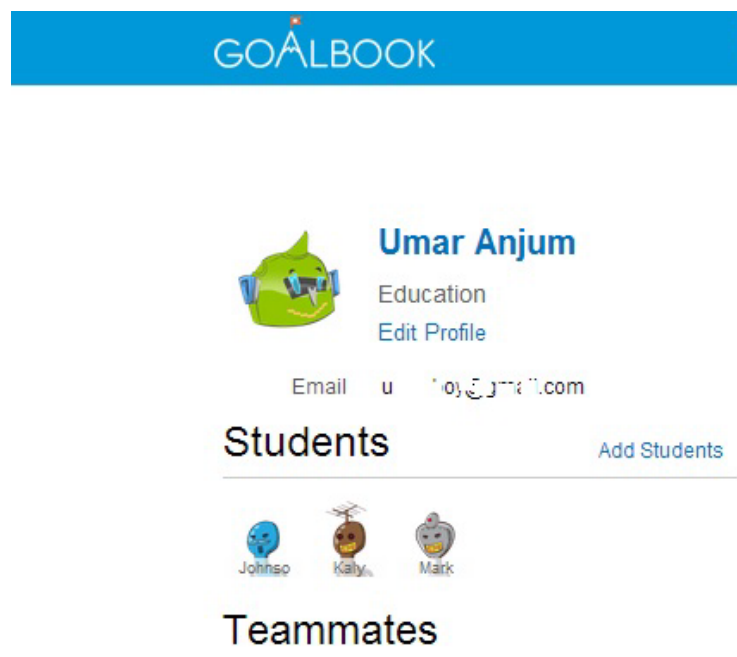 GOALBOOK
Umar Anjum
Education
Edit Profile
Email
Students
Add Students
Johnso
Kaly
Mark
Teammates